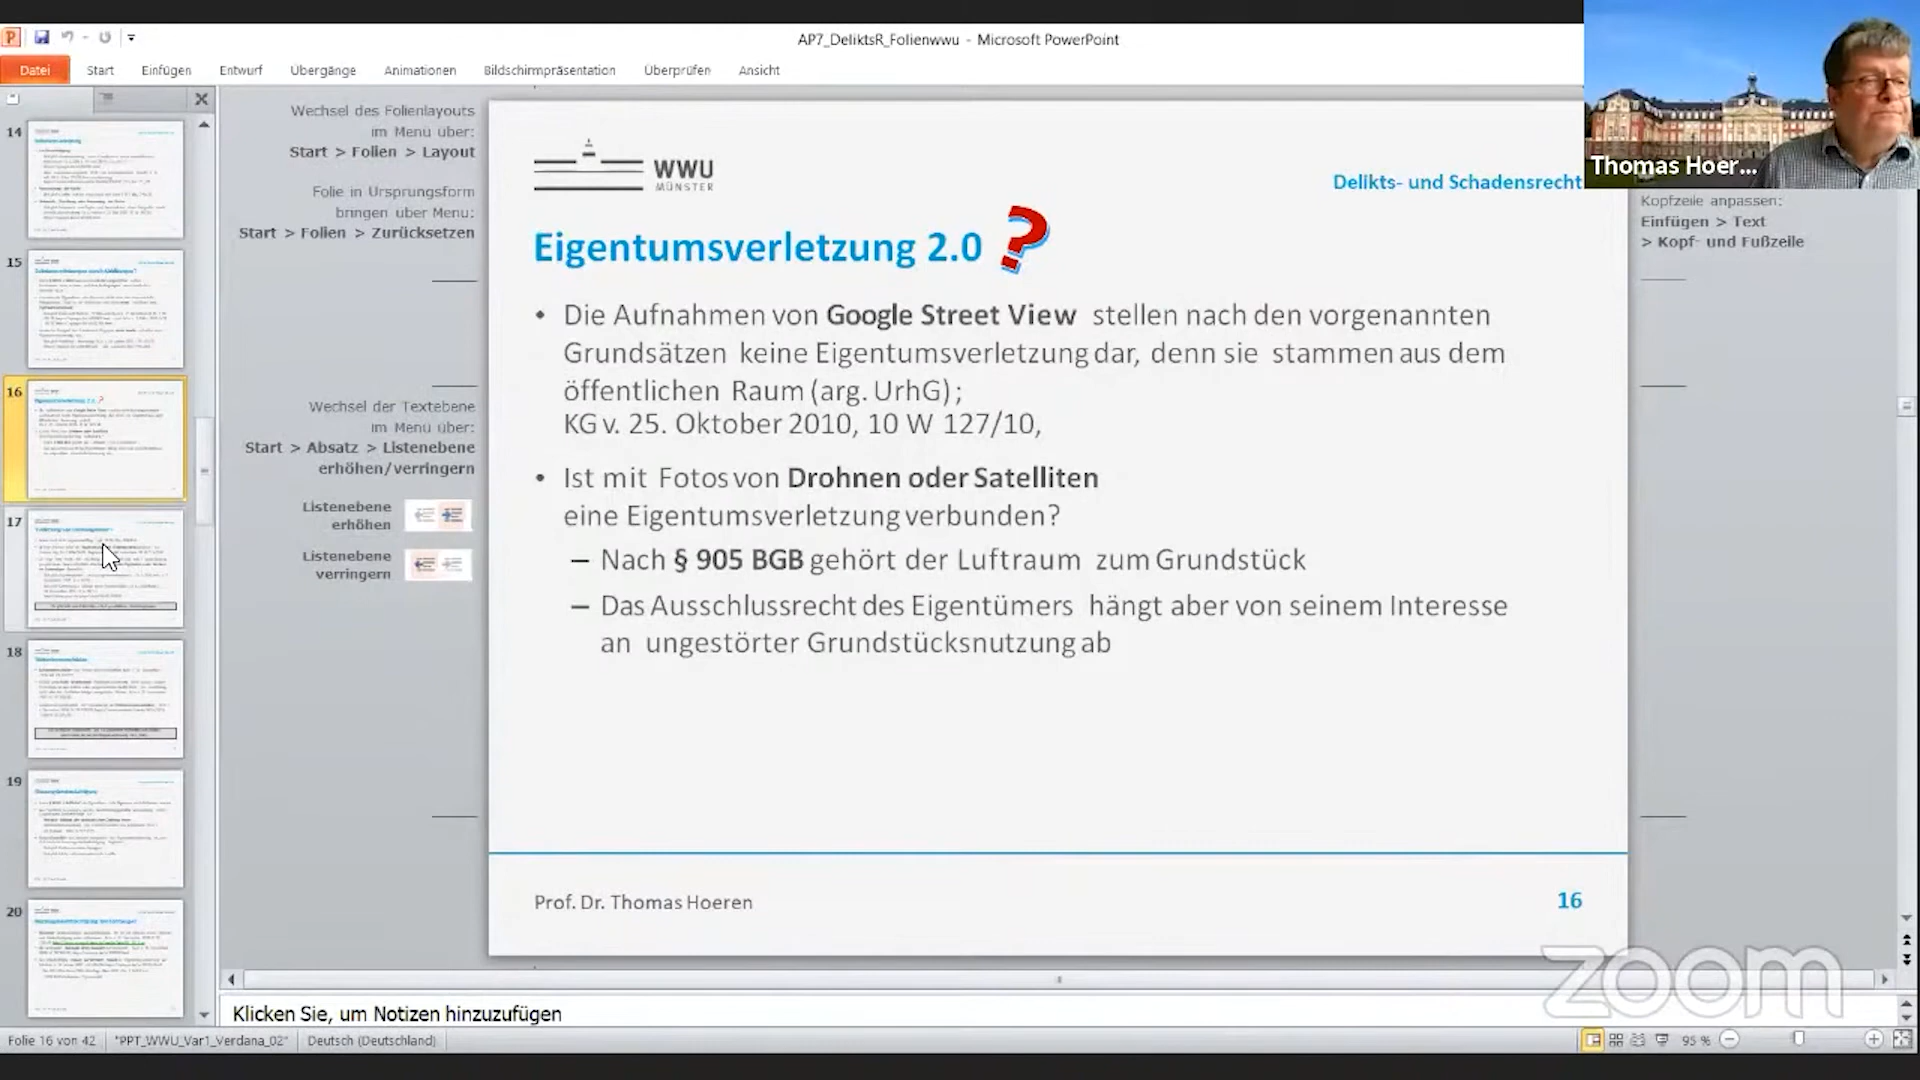 AP7_DeliktsR_Folienwwu - Microsoft PowerPoint
Datei Start Einfügen Entwurf Übergänge Animationen Bildschirmpräsentation Überprüfen Ansicht
Thomas Hoer...
14
15
16
17
18
19
20
Wechsel des Folienlayouts
im Menu über:
Start > Folien > Layout
Folie in Ursprungsform
bringen uber Menu:
Start > Folien > Zurücksetzen
Wechsel der Textebene
im Menu über:
Start > Absatz > Listenebene
erhöhen/verringern
Listenebene
erhöhen
Listenebene
verringern
WWU
MÜNSTER
Delikts- und Schadensrecht
Eigentumsverletzung 2.0 ?
• Die Aufnahmen von Google Street View stellen nach den vorgenannten
Grundsätzen keine Eigentumsverletzung dar, denn sie stammen aus dem
öffentlichen Raum (arg. UrhG);
KG v. 25. Oktober 2010, 10 W 127/10,
• Ist mit Fotos von Drohnen oder Satelliten
eine Eigentumsverletzung verbunden?
– Nach § 905 BGB gehört der Luftraum zum Grundstück
– Das Ausschlussrecht des Eigentümers hängt aber von seinem Interesse
an ungestörter Grundstücksnutzung ab
Prof. Dr. Thomas Hoeren
16
Kopfzeile anpassen:
Einfügen > Text
> Kopf- und Fußzeile
zoom
Klicken Sie, um Notizen hinzuzufügen
Folie 16 von 42 "PPT_WWU_Var1_Verdana_02" Deutsch (Deutschland)
95 %